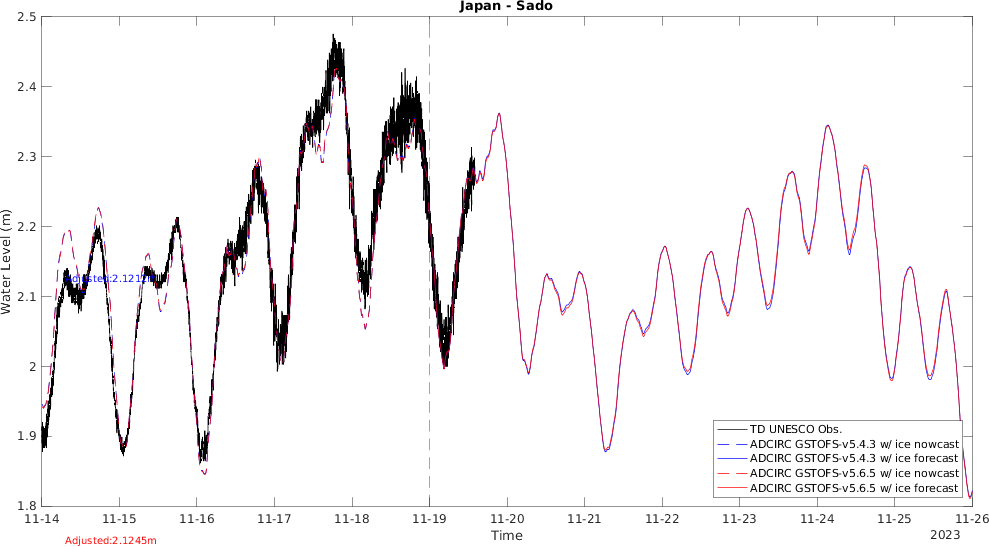 Japan - Sado
Water Level (m)
2.5
2.4
2.3
2.2
2.1
2
1.9
1.8
TD UNESCO Obs.
ADCIRC GSTOFS-v5.4.3 w/ ice nowcast
ADCIRC GSTOFS-v5.4.3 w/ ice forecast
ADCIRC GSTOFS-v5.6.5 w/ ice nowcast
ADCIRC GSTOFS-v5.6.5 w/ ice forecast
11-14 11-15 11-16 11-17 11-18 11-19 11-20 11-21 11-22 11-23 11-24 11-25 11-26
Time
2023
Adjusted:2.1245m